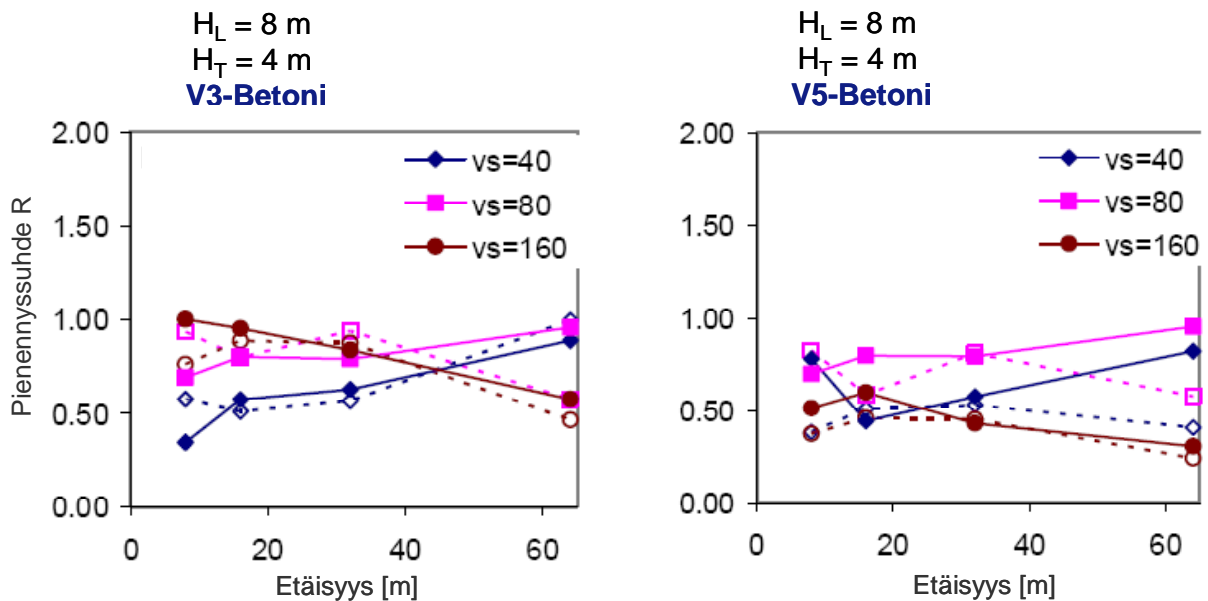 H_L = 8 m
H_T = 4 m
V3-Betoni
Pienennyssuhde R
2.00
1.50
1.00
0.50
0.00
vs=40
vs=80
vs=160
0
20
40
60
Etäisyys [m]
H_L = 8 m
H_T = 4 m
V5-Betoni
2.00
1.50
1.00
0.50
0.00
vs=40
vs=80
vs=160
0
20
40
60
Etäisyys [m]